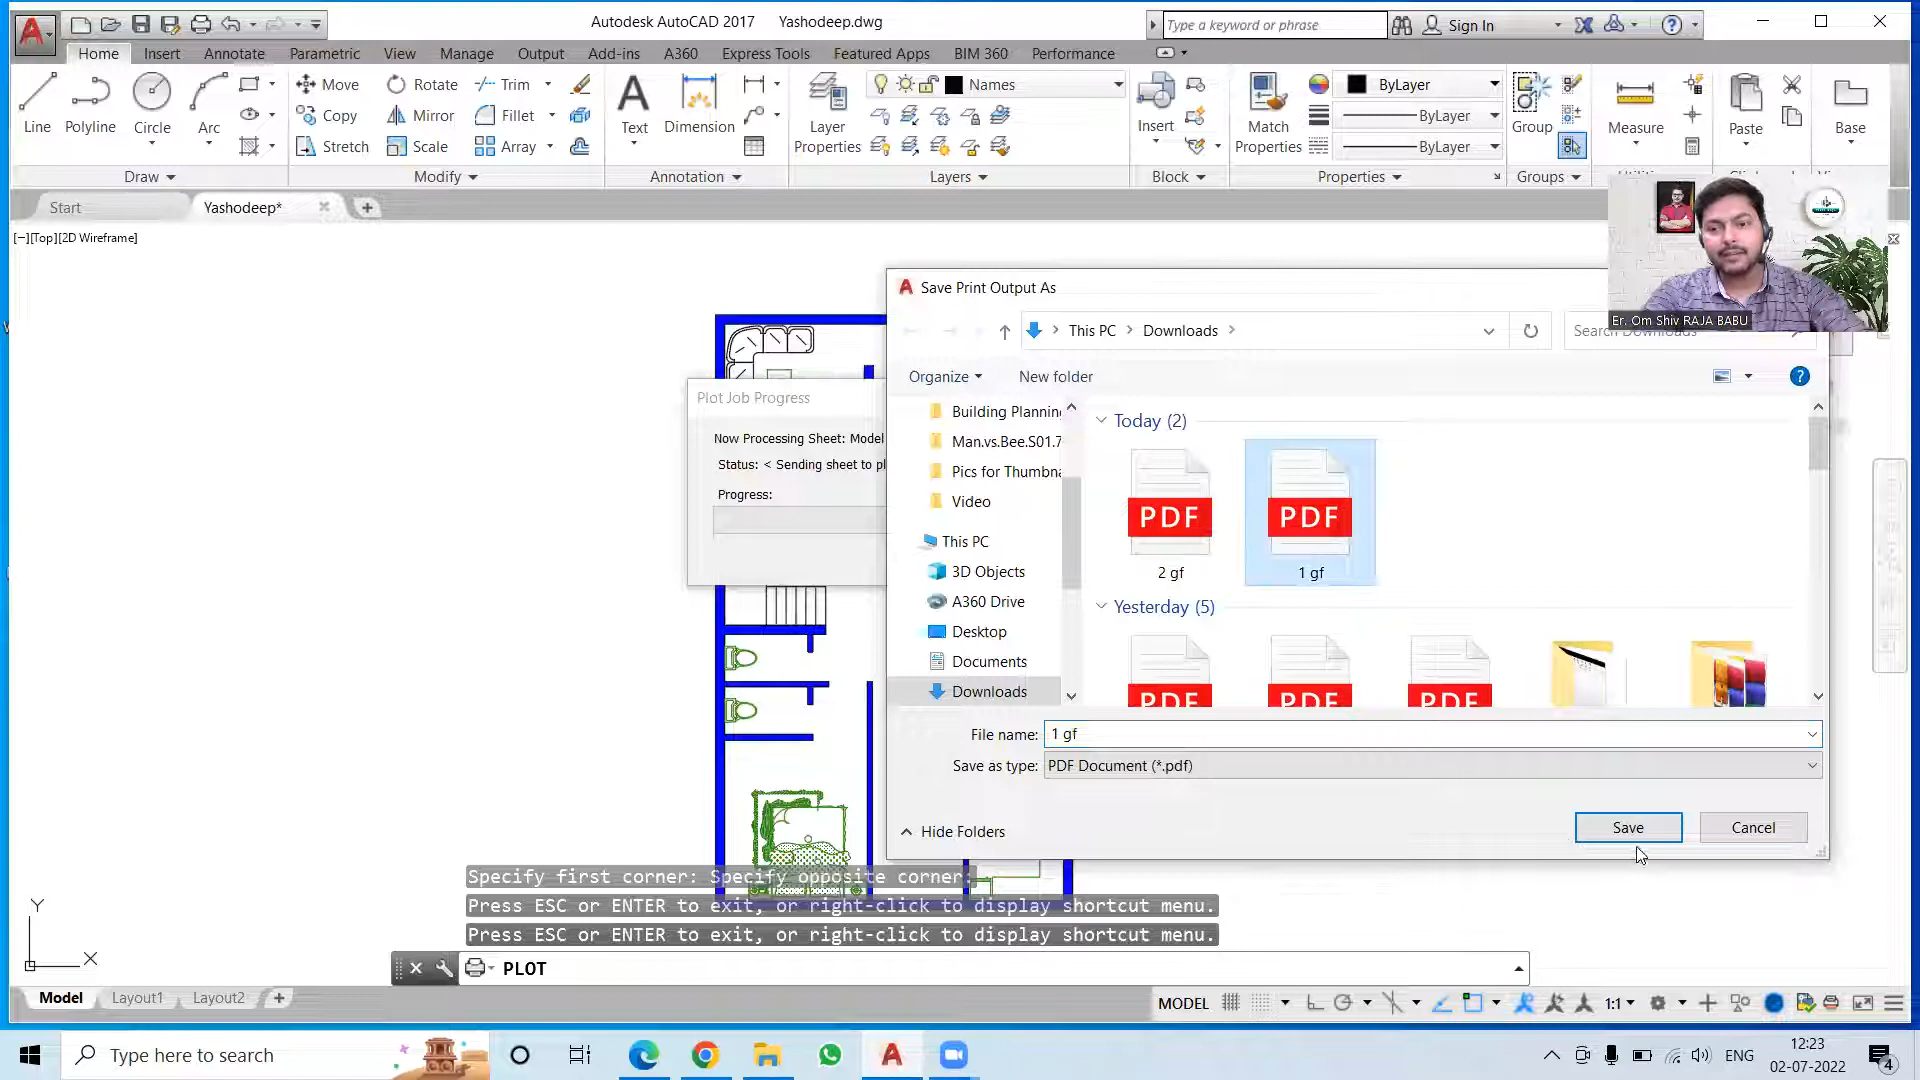 Autodesk AutoCAD 2017 Yashodeep.dwg
Type a keyword or phrase
Sign In
Home Insert Annotate Parametric View Manage Output Add-ins A360 Express Tools Featured Apps BIM 360 Performance
Line Polyline Circle Arc
Move Rotate Trim
Copy Mirror Fillet
Stretch Scale Array
Text Dimension
Layer Properties
Names
Insert
Match Properties
ByLayer
ByLayer
ByLayer
Group
Measure
Paste
Base
Draw Modify Annotation Layers Block Properties Groups
Start Yashodeep*
[−][Top][2D Wireframe]
Er. Om Shiv RAJA BABU
Save Print Output As
This PC Downloads
Search Downloads
Organize New folder
Plot Job Progress
Now Processing Sheet: Model
Status: < Sending sheet to pl
Progress:
Building Planning
Man.vs.Bee.S01.7
Pics for Thumbna
Video
This PC
3D Objects
A360 Drive
Desktop
Documents
Downloads
Today (2)
PDF PDF
2 gf 1 gf
Yesterday (5)
PDF PDF PDF
File name: 1 gf
Save as type: PDF Document (*.pdf)
Hide Folders
Save Cancel
Specify first corner: Specify opposite corner:
Press ESC or ENTER to exit, or right-click to display shortcut menu.
Press ESC or ENTER to exit, or right-click to display shortcut menu.
Y
X
PLOT
Model Layout1 Layout2
MODEL 1:1
Type here to search
ENG
12:23
02-07-2022
4